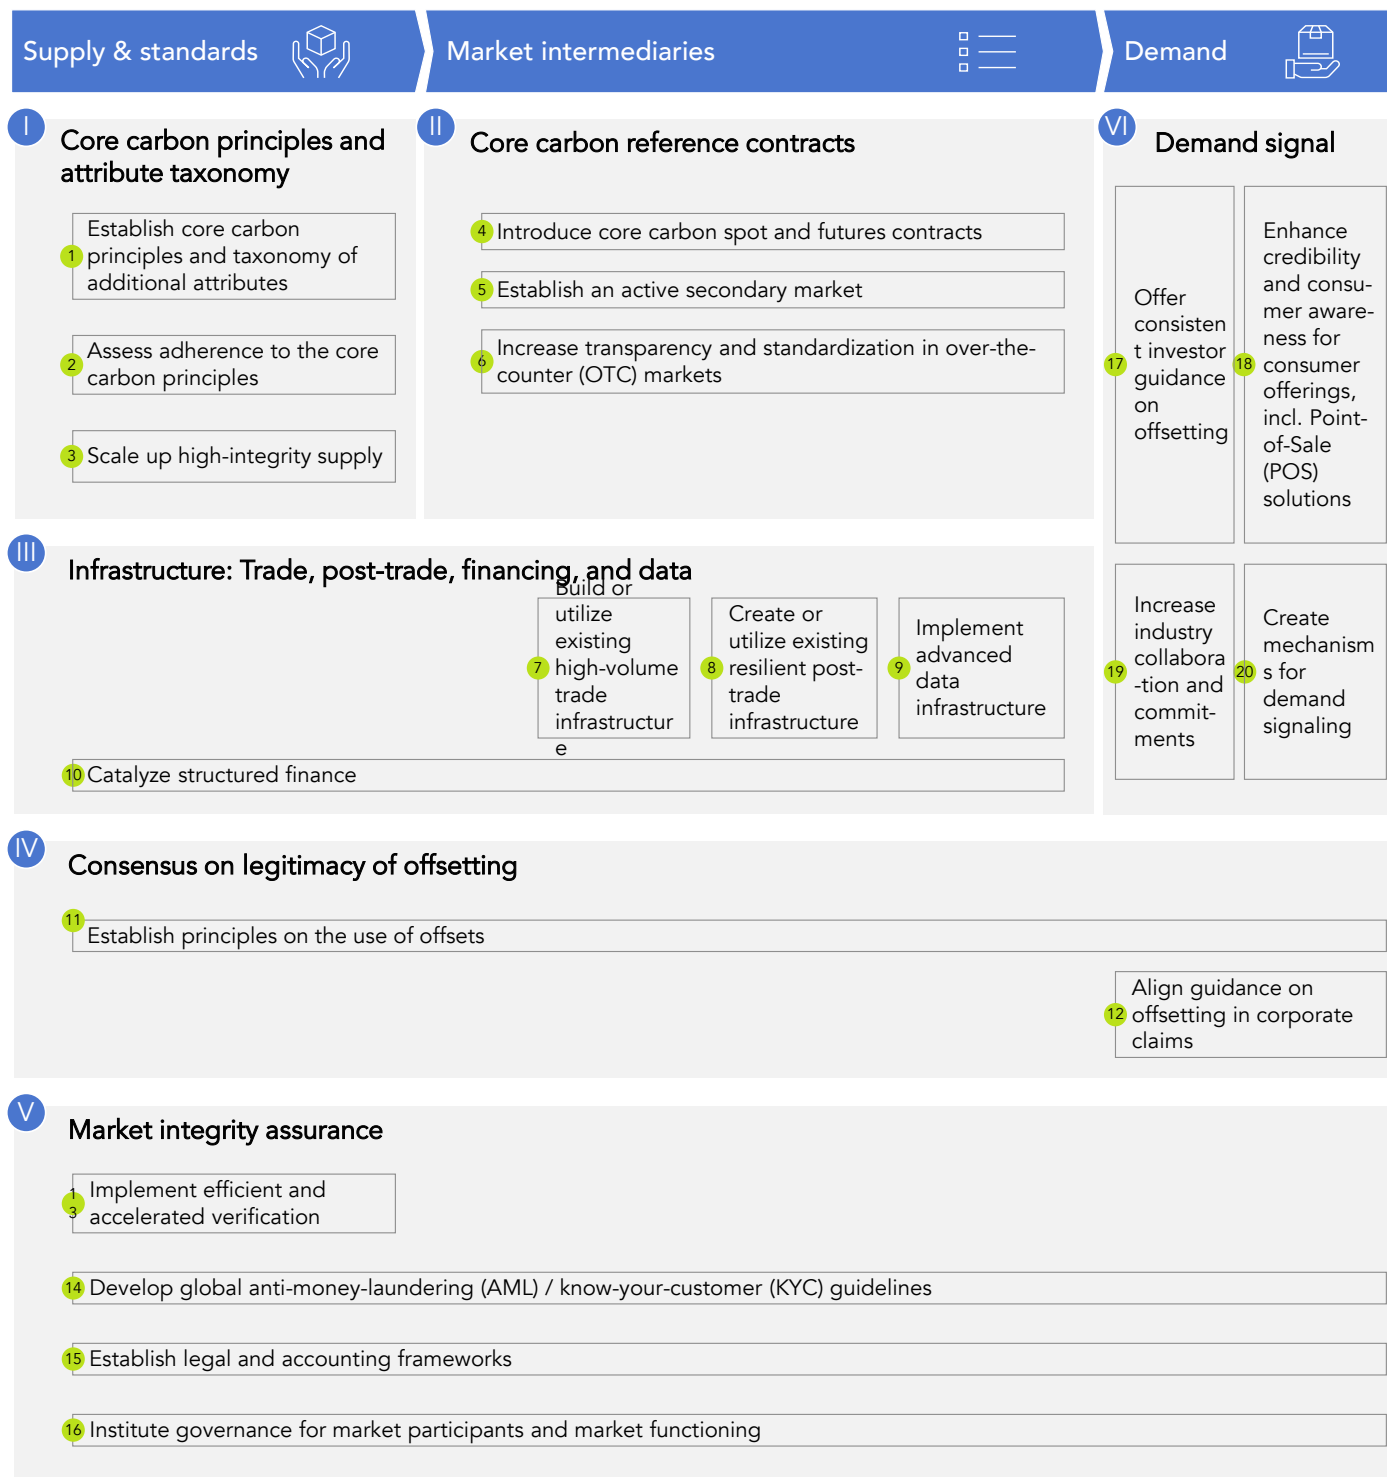 Supply & standards
Market intermediaries
Demand
I
Core carbon principles and
attribute taxonomy
1
Establish core carbon
principles and taxonomy of
additional attributes
2
Assess adherence to the core
carbon principles
3
Scale up high-integrity supply
II
Core carbon reference contracts
4
Introduce core carbon spot and futures contracts
5
Establish an active secondary market
6
Increase transparency and standardization in over-the-
counter (OTC) markets
VI
Demand signal
17
Offer
consisten
t investor
guidance
on
offsetting
18
Enhance
credibility
and consu-
mer aware-
ness for
consumer
offerings,
incl. Point-
of-Sale
(POS)
solutions
19
Increase
industry
collabora
-tion and
commit-
ments
20
Create
mechanism
s for
demand
signaling
III
Infrastructure: Trade, post-trade, financing, and data
7
Build or
utilize
existing
high-volume
trade
infrastructur
e
8
Create or
utilize existing
resilient post-
trade
infrastructure
9
Implement
advanced
data
infrastructure
10
Catalyze structured finance
IV
Consensus on legitimacy of offsetting
11
Establish principles on the use of offsets
12
Align guidance on
offsetting in corporate
claims
V
Market integrity assurance
1
3
Implement efficient and
accelerated verification
14
Develop global anti-money-laundering (AML) / know-your-customer (KYC) guidelines
15
Establish legal and accounting frameworks
16
Institute governance for market participants and market functioning